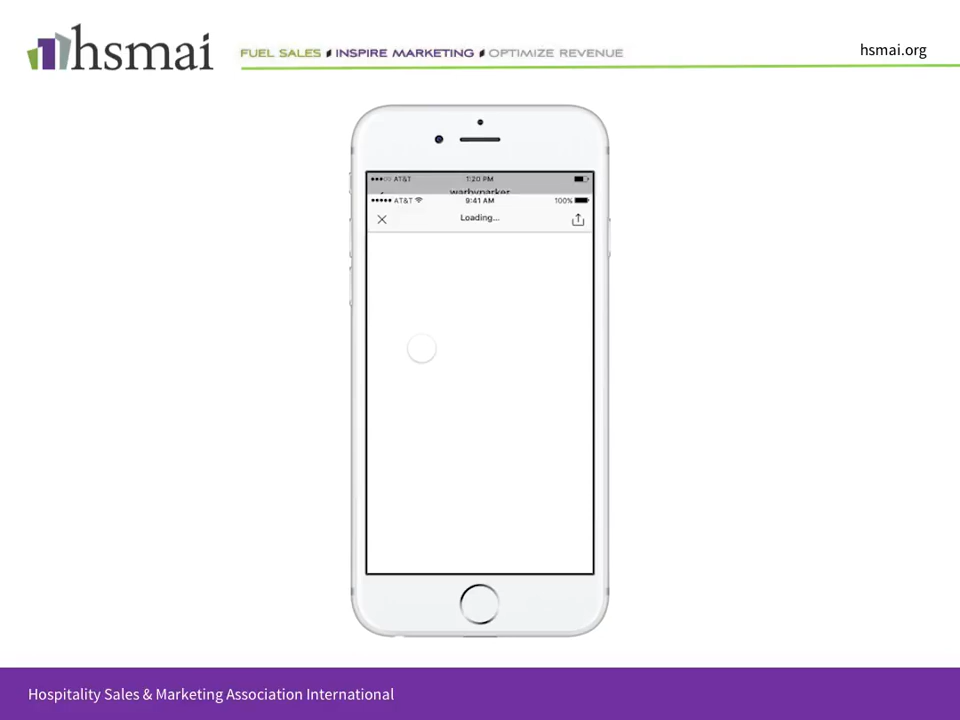 hsmai
FUEL SALES INSPIRE MARKETING OPTIMIZE REVENUE
hsmai.org
AT&T 1:20 PM
warbyparker
AT&T 9:41 AM 100%
Loading...
Hospitality Sales & Marketing Association International